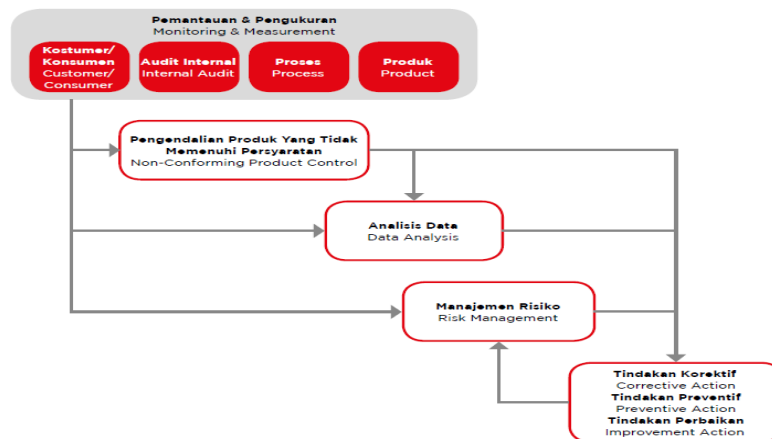 Pemantauan & Pengukuran
Monitoring & Measurement
Kostumer/
Konsumen
Customer/
Consumer
Audit Internal
Internal Audit
Proses
Process
Produk
Product
Pengendalian Produk Yang Tidak
Memenuhi Persyaratan
Non-Conforming Product Control
Analisis Data
Data Analysis
Manajemen Risiko
Risk Management
Tindakan Korektif
Corrective Action
Tindakan Preventif
Preventive Action
Tindakan Perbaikan
Improvement Action